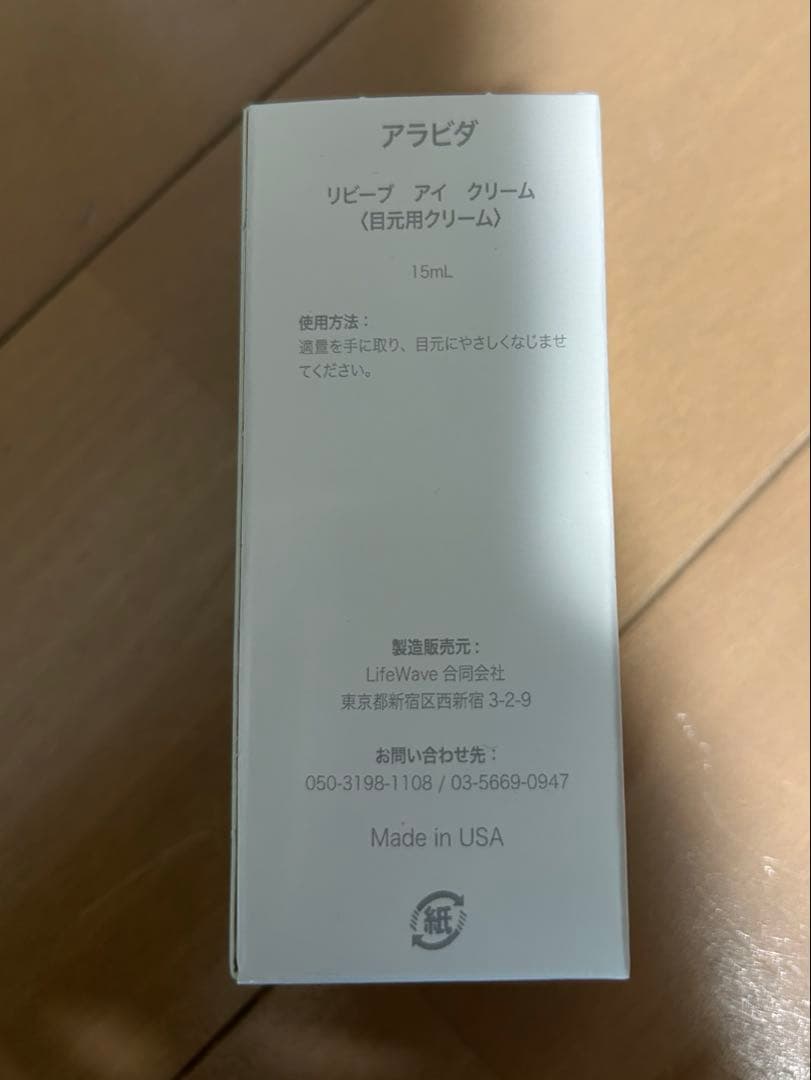 アラビダ
リビーブ アイ クリーム
〈目元用クリーム〉
15mL
使用方法：
適量を手に取り、目元にやさしくなじませ
てください。
製造販売元：
LifeWave 合同会社
東京都新宿区西新宿 3-2-9
お問い合わせ先：
050-3198-1108 / 03-5669-0947
Made in USA
紙